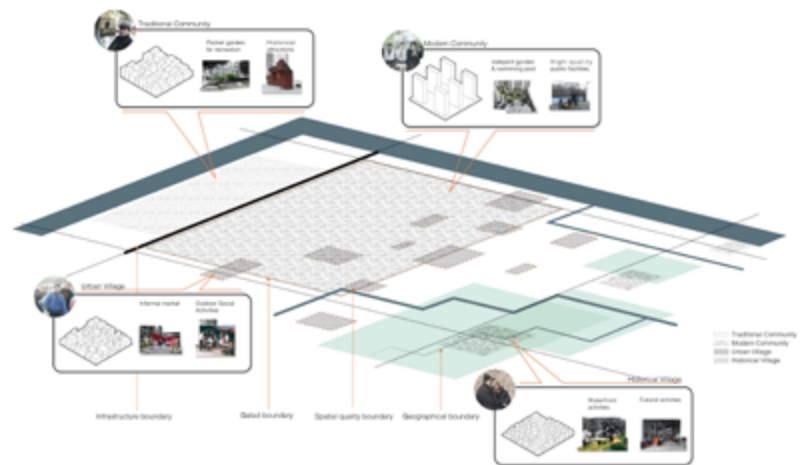 Traditional Community
Pocket gardens
for recreation
Historical
attractions
Modern Community
Indepent garden
& swimming pool
High quality
public facilities
Urban Village
Informal market
Outdoor Social
Activities
Traditional Community
Modern Community
Urban Village
Historical Village
Historical Village
Waterfront
activities
Cultural activities
Infrastructure boundary
Gated boundary
Spatial quality boundary
Geographical boundary